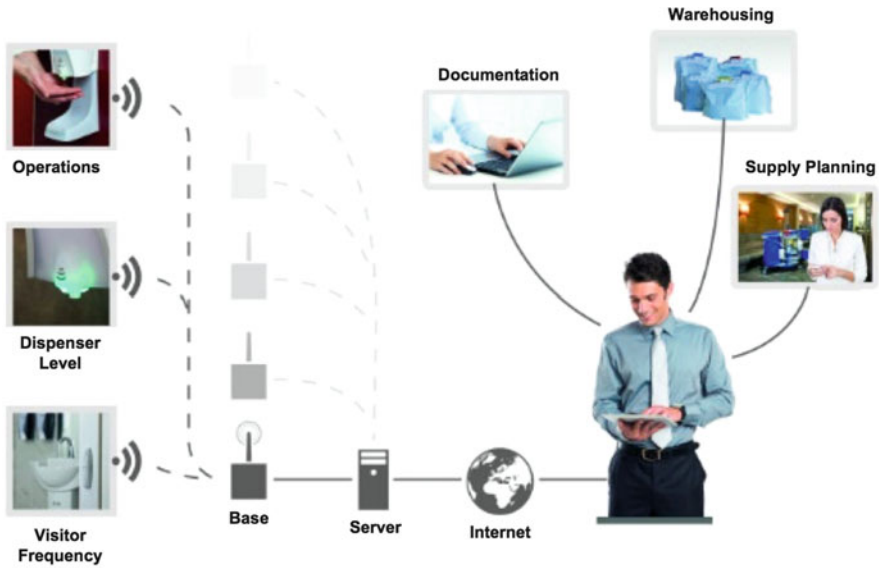 Warehousing
Documentation
Operations
Supply Planning
Dispenser
Level
Base
Server
Internet
Visitor
Frequency